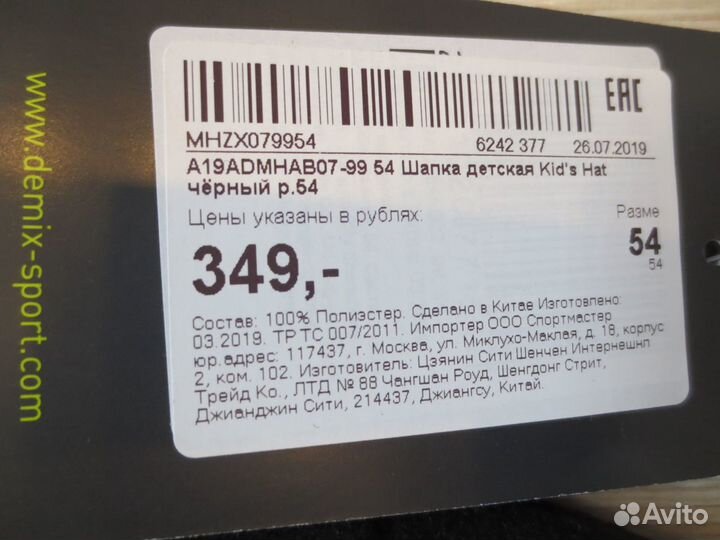 www.demix-sport.com
EAC
MHZX079954 6242 377 26.07.2019
A19ADMHAB07-99 54 Шапка детская Kid's Hat
чёрный р.54
Цены указаны в рублях:
Разме
349,-
54
54
Состав: 100% Полиэстер. Сделано в Китае Изготовлено:
03.2019. ТР ТС 007/2011. Импортер ООО Спортмастер
юр.адрес: 117437, г. Москва, ул. Миклухо-Маклая, д. 18, корпус
2, ком. 102. Изготовитель: Цзянин Сити Шенчен Интернешнл
Трейд Ко., ЛТД № 88 Чангшан Роуд, Шенгдонг Стрит,
Джианджин Сити, 214437, Джиангсу, Китай.
Avito